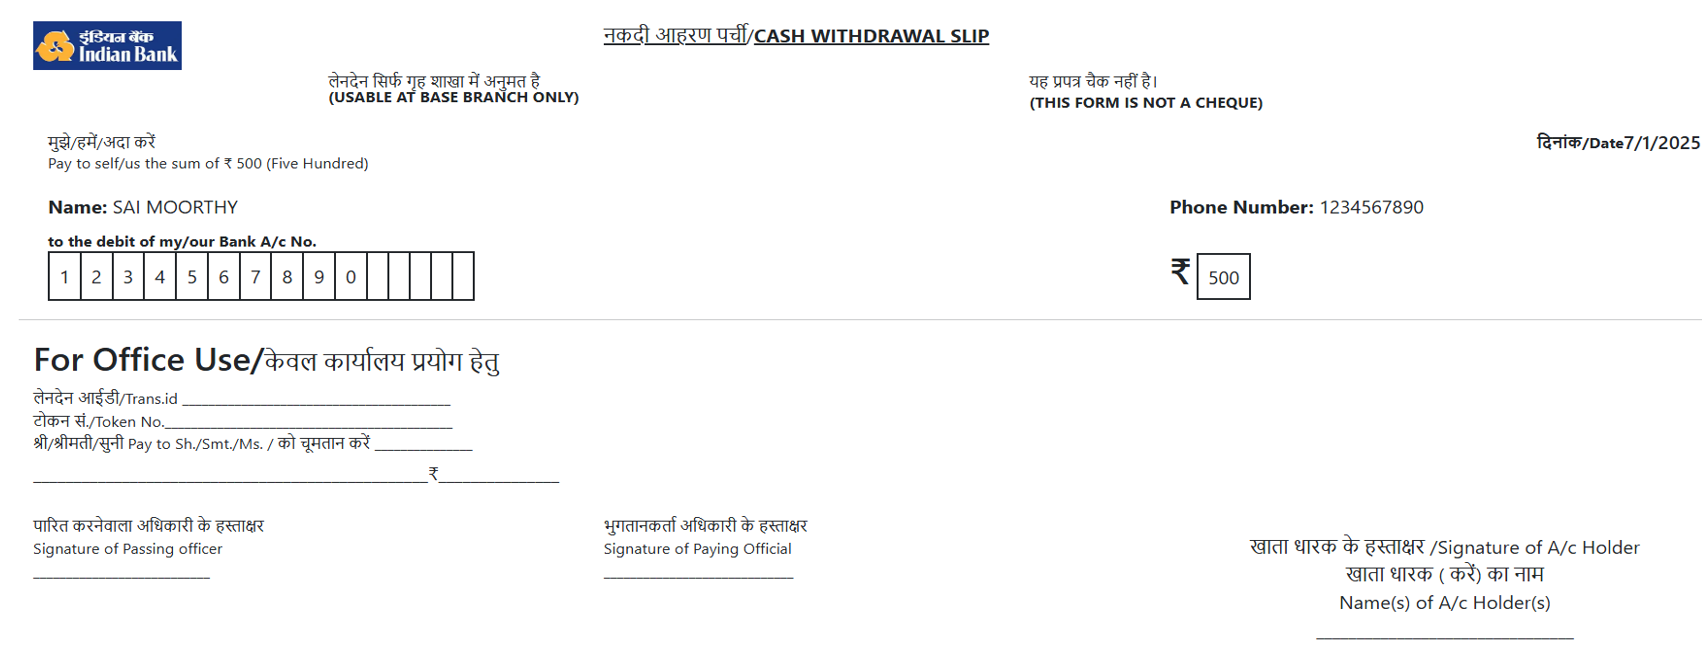 इंडियन बैंक
Indian Bank
नकदी आहरण पर्ची/CASH WITHDRAWAL SLIP
लेनदेन सिर्फ गृह शाखा में अनुमत है
(USABLE AT BASE BRANCH ONLY)
यह प्रपत्र चैक नहीं है।
(THIS FORM IS NOT A CHEQUE)
मुझे/हमें/अदा करें
Pay to self/us the sum of ₹ 500 (Five Hundred)
दिनांक/Date7/1/2025
Name: SAI MOORTHY
Phone Number: 1234567890
to the debit of my/our Bank A/c No.
1 2 3 4 5 6 7 8 9 0
₹ 500
For Office Use/केवल कार्यालय प्रयोग हेतु
लेनदेन आईडी/Trans.id ______________________________
टोकन सं./Token No.______________________________
श्री/श्रीमती/सुनी Pay to Sh./Smt./Ms. / को चूमतान करें ______________
______________________________₹______________
पारित करनेवाला अधिकारी के हस्ताक्षर
Signature of Passing officer
______________________
भुगतानकर्ता अधिकारी के हस्ताक्षर
Signature of Paying Official
______________________
खाता धारक के हस्ताक्षर /Signature of A/c Holder
खाता धारक ( करें) का नाम
Name(s) of A/c Holder(s)
______________________________